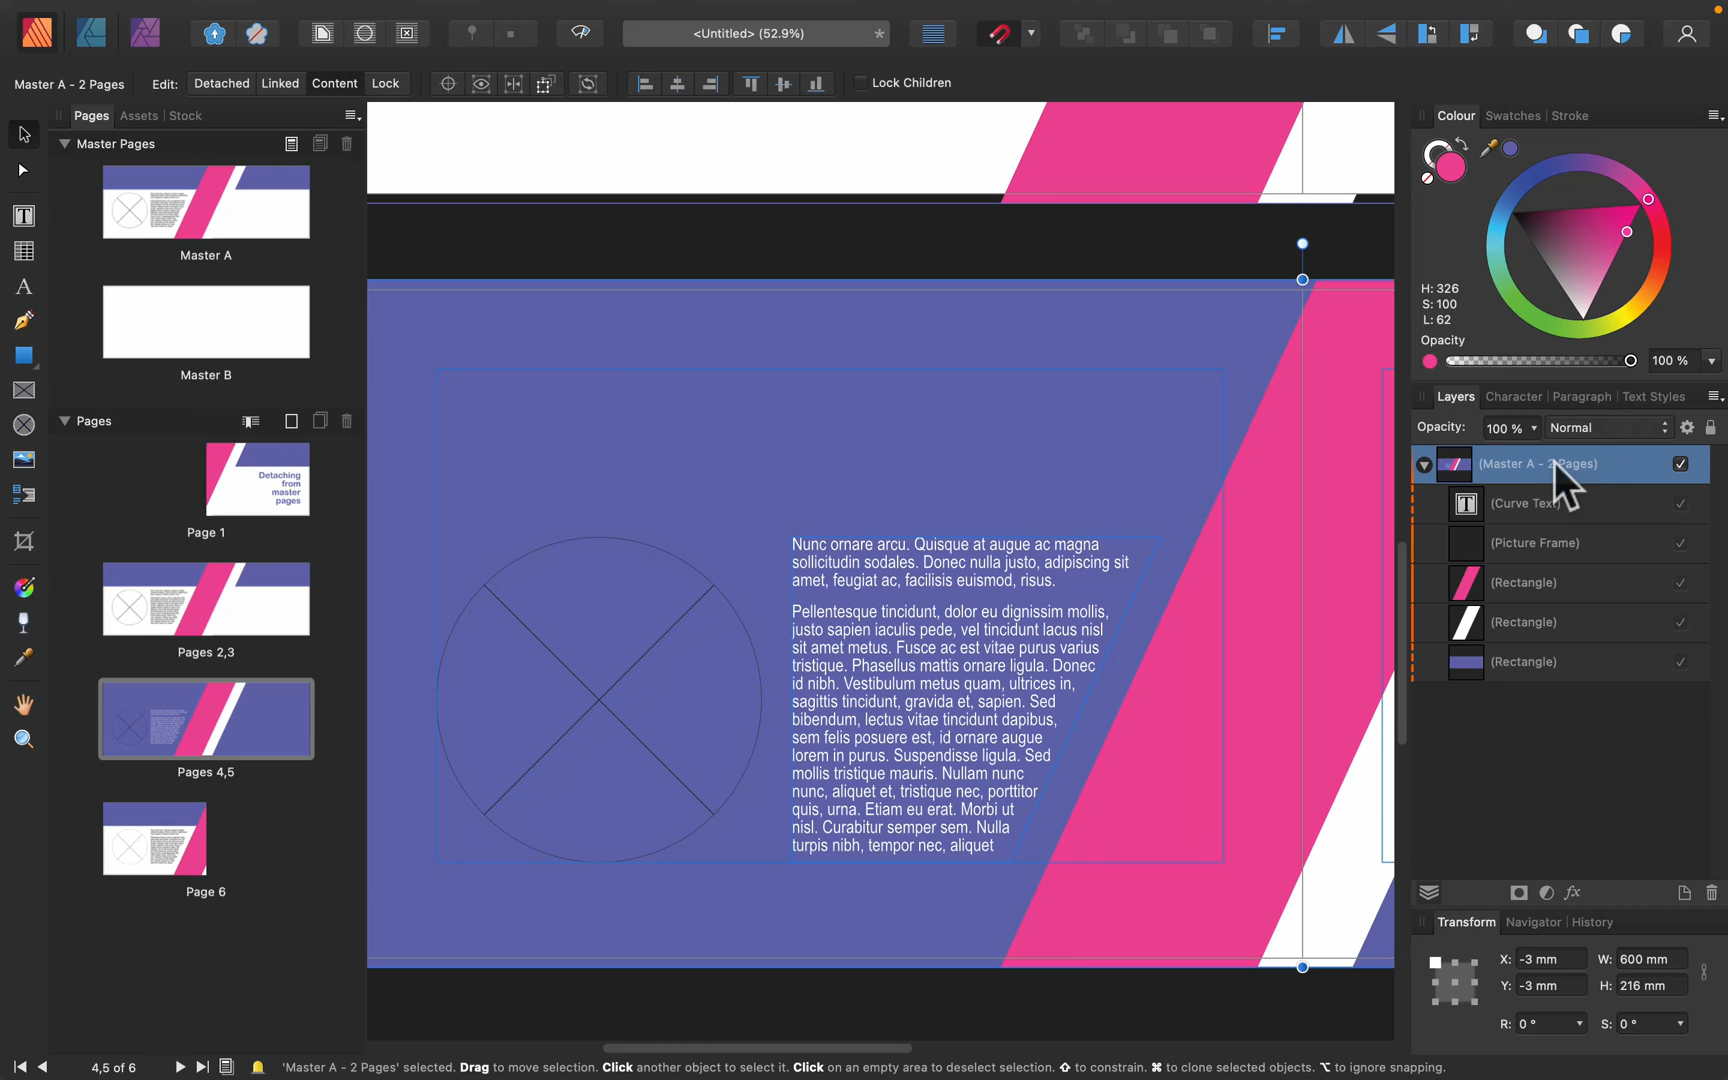 <Untitled> (52.9%)
*
Master A - 2 Pages
Edit:
Detached
Linked
Content
Lock
Lock Children
Pages
Assets
Stock
Master Pages
Master A
Master B
Pages
Detaching
from
master
pages
Page 1
Pages 2,3
Pages 4,5
Page 6
Nunc ornare arcu. Quisque at augue ac magna
sollicitudin sodales. Donec nulla justo, adipiscing sit
amet, feugiat ac, facilisis euismod, risus.
Pellentesque tincidunt, dolor eu dignissim mollis,
justo sapien iaculis pede, vel tincidunt lacus nisl
sit amet metus. Fusce ac est vitae purus varius
tristique. Phasellus mattis ornare ligula. Donec
id nibh. Vestibulum metus quam, ultrices in,
sagittis tincidunt, gravida et, sapien. Sed
bibendum, lectus vitae tincidunt dapibus,
sem felis posuere est, id ornare augue
lorem in purus. Suspendisse ligula. Sed
mollis tristique mauris. Nullam nunc
nunc, aliquet et, tristique nec, porttitor
quis, urna. Etiam eu erat. Morbi ut
nisl. Curabitur semper sem. Nulla
turpis nibh, tempor nec, aliquet
Colour
Swatches
Stroke
H: 326
S: 100
L: 62
Opacity
100 %
Layers
Character
Paragraph
Text Styles
Opacity:
100 %
Normal
(Master A - 2 Pages)
(Curve Text)
(Picture Frame)
(Rectangle)
(Rectangle)
(Rectangle)
fx
Transform
Navigator
History
X: -3 mm
W: 600 mm
Y: -3 mm
H: 216 mm
R: 0 °
S: 0 °
4,5 of 6
'Master A - 2 Pages' selected. Drag to move selection. Click another object to select it. Click on an empty area to deselect selection. ⇧ to constrain. ⌘ to clone selected objects. ⌥ to ignore snapping.